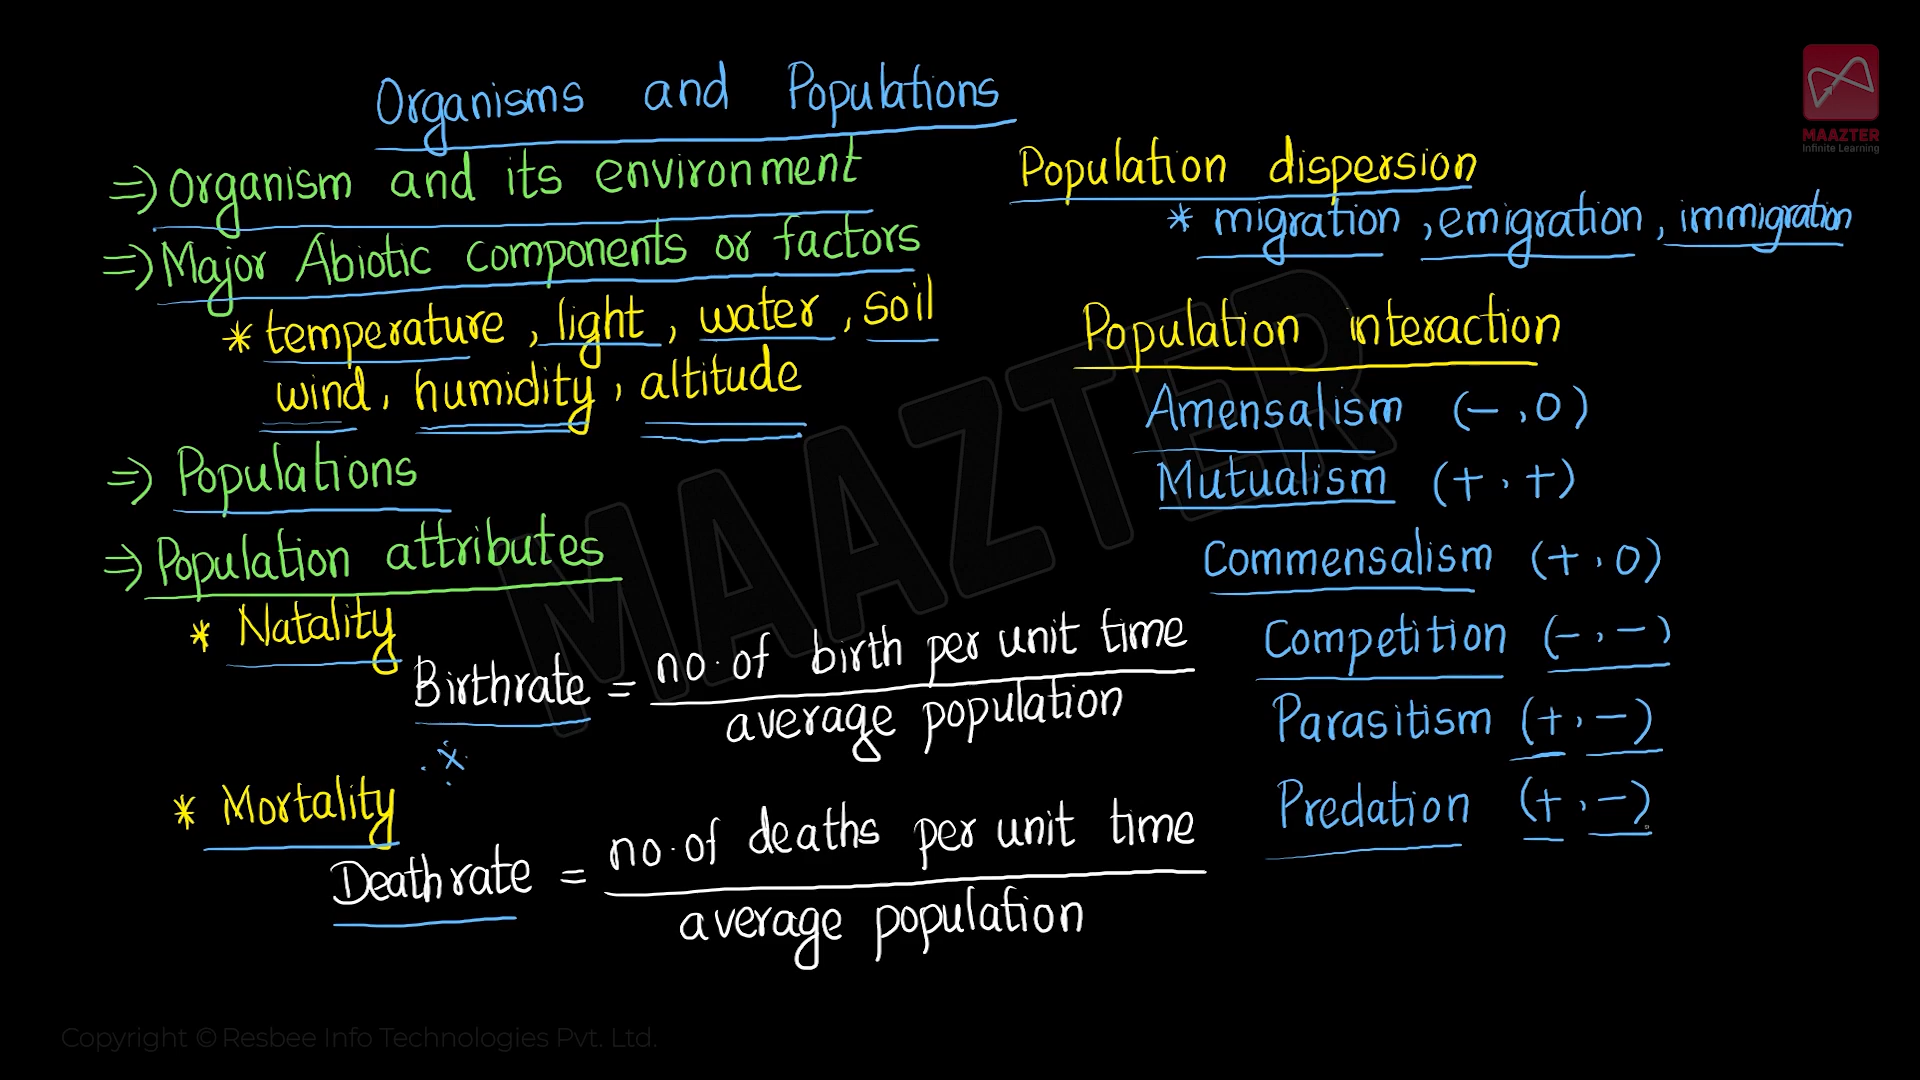 Organisms and Populations
⇒ Organism and its environment
⇒ Major Abiotic components or factors
* temperature, light, water, soil
wind, humidity, altitude
⇒ Populations
⇒ Population attributes
* Natality
Birthrate = no. of birth per unit time
average population
* Mortality
Deathrate = no. of deaths per unit time
average population
Population dispersion
* migration, emigration, immigration
Population interaction
Amensalism (-, 0)
Mutualism (+, +)
Commensalism (+, 0)
Competition (-, -)
Parasitism (+, -)
Predation (+, -)
MAAZTER
Infinite Learning
MAAZTER
Copyright © Resbee Info Technologies Pvt. Ltd.